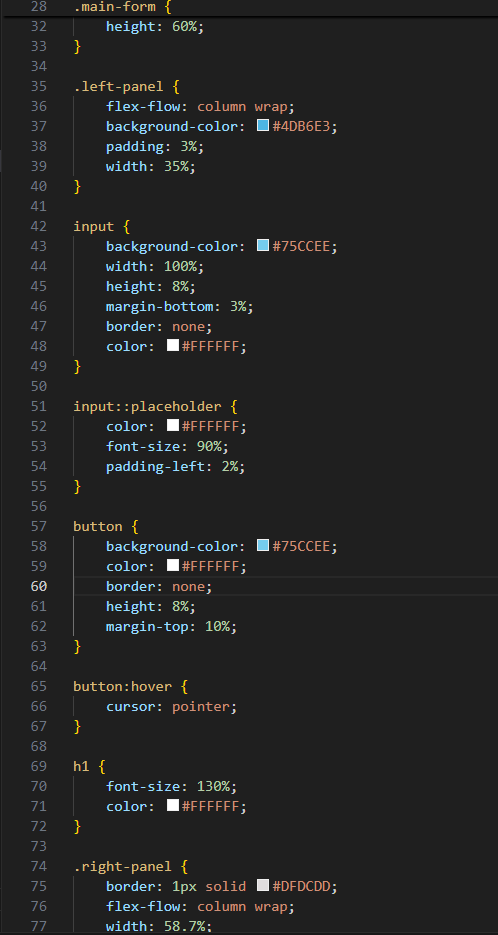 28 .main-form {
32     height: 60%;
33 }
34
35 .left-panel {
36     flex-flow: column wrap;
37     background-color: #4DB6E3;
38     padding: 3%;
39     width: 35%;
40 }
41
42 input {
43     background-color: #75CCEE;
44     width: 100%;
45     height: 8%;
46     margin-bottom: 3%;
47     border: none;
48     color: #FFFFFF;
49 }
50
51 input::placeholder {
52     color: #FFFFFF;
53     font-size: 90%;
54     padding-left: 2%;
55 }
56
57 button {
58     background-color: #75CCEE;
59     color: #FFFFFF;
60     border: none;
61     height: 8%;
62     margin-top: 10%;
63 }
64
65 button:hover {
66     cursor: pointer;
67 }
68
69 h1 {
70     font-size: 130%;
71     color: #FFFFFF;
72 }
73
74 .right-panel {
75     border: 1px solid #DFDCDD;
76     flex-flow: column wrap;
77     width: 58.7%;